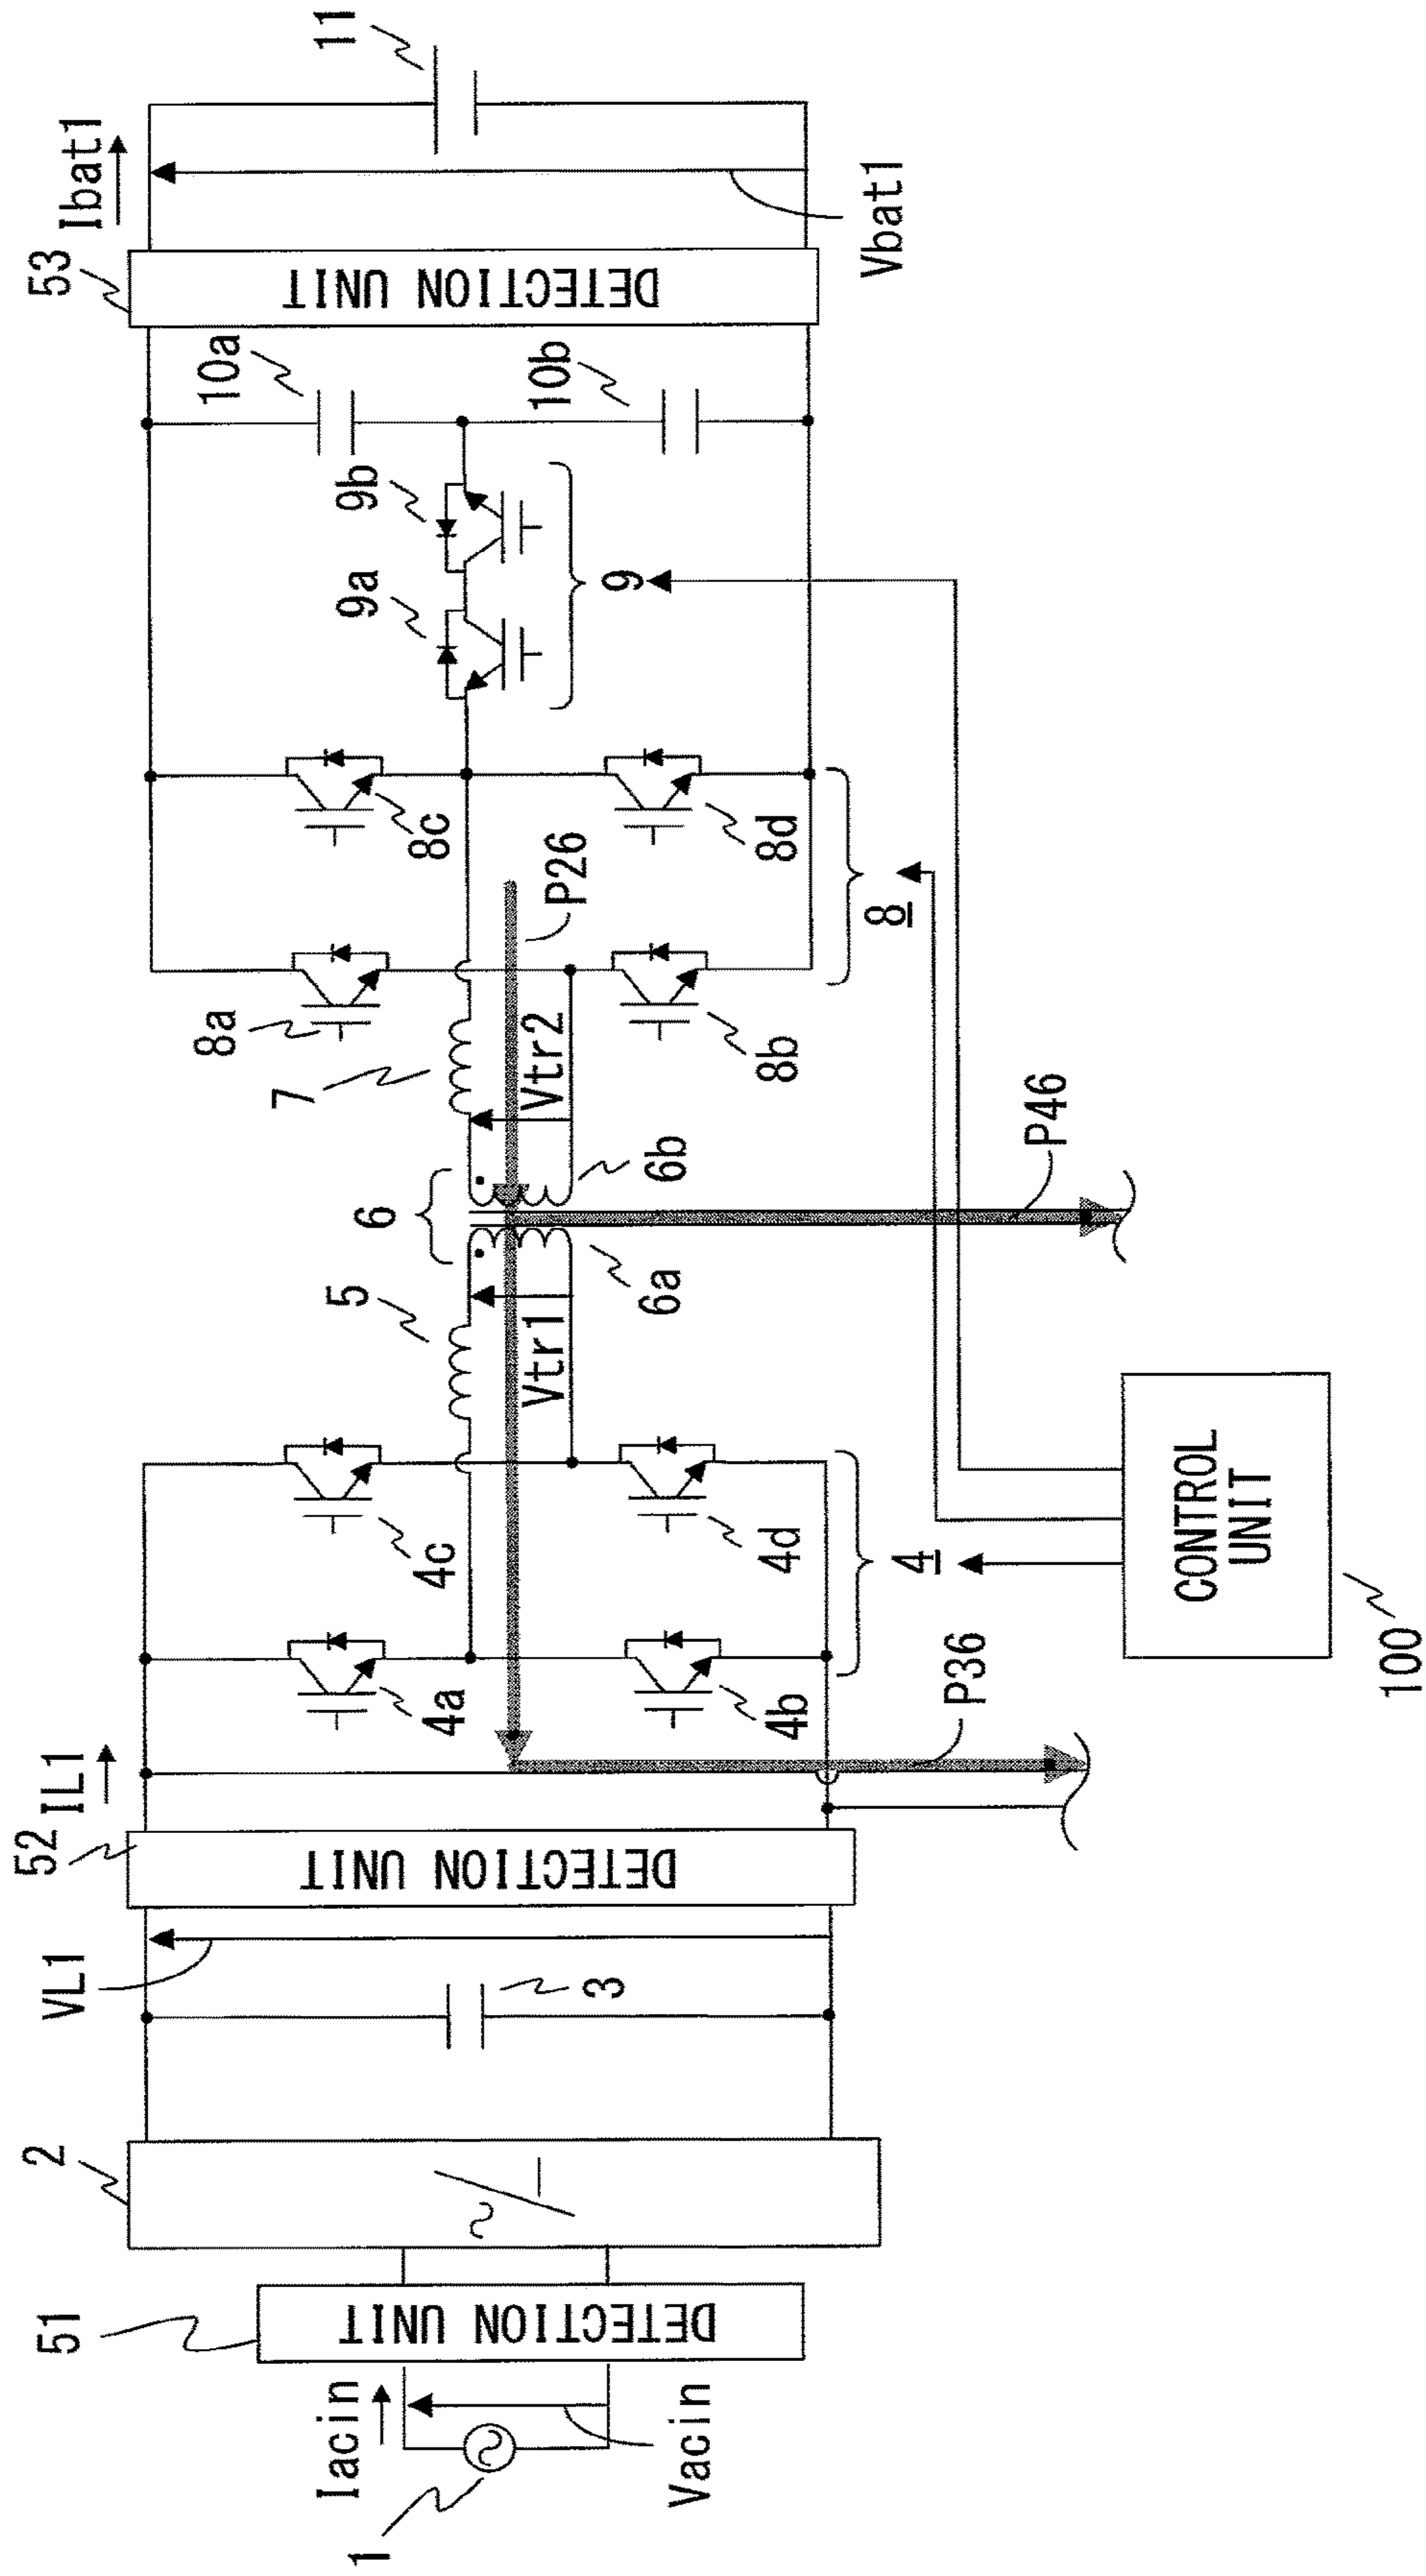 Iacin
Vacin
1
51
DETECTION UNIT
2
VL1
3
52
DETECTION UNIT
IL1
P36
4a
4b
4c
4d
4
CONTROL
UNIT
100
5
Vtr1
6
6a
6b
P46
Vtr2
7
P26
8a
8b
8c
8d
8
9a
9b
9
10a
10b
53
DETECTION UNIT
Ibat1
Vbat1
11